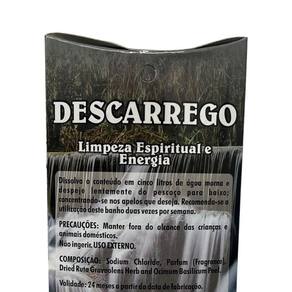 DESCARREGO
Limpeza Espiritual e
Energia
Dissolva o conteúdo em cinco litros de água morna e
despeje lentamente do pescoço para baixo;
concentrando-se nos apelos que deseja. Recomenda-se a
utilização deste banho duas vezes por semana.
PRECAUÇÕES: Manter fora do alcance das crianças e
animais domésticos.
Não ingerir. USO EXTERNO.
COMPOSIÇÃO: Sodium Chlorate, Parfum (Fragrance),
Dried Ruta Graveolens Herb and Ocimum Basilicum Peel.
Validade: 24 meses a partir da data de fabricação.